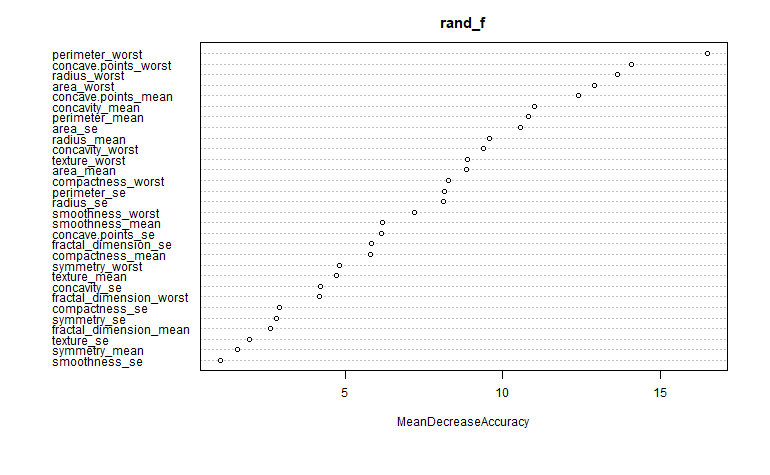 rand_f
perimeter_worst
concave.points_worst
radius_worst
area_worst
concave.points_mean
concavity_mean
perimeter_mean
area_se
radius_mean
concavity_worst
texture_worst
area_mean
compactness_worst
perimeter_se
radius_se
smoothness_worst
smoothness_mean
concave.points_se
fractal_dimension_se
compactness_mean
symmetry_worst
texture_mean
concavity_se
fractal_dimension_worst
compactness_se
symmetry_se
fractal_dimension_mean
texture_se
symmetry_mean
smoothness_se
5 10 15
MeanDecreaseAccuracy